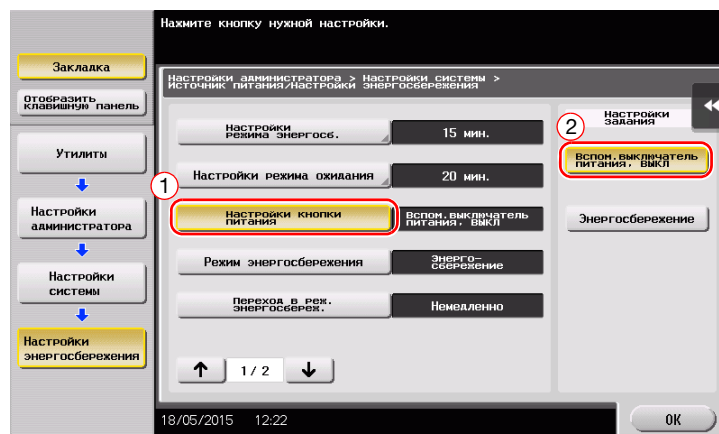 Нажмите кнопку нужной настройки.
Закладка
Отобразить
клавишную панель
Утилиты
Настройки
администратора
Настройки
системы
Настройки
энергосбережения
Настройки администратора > Настройки системы >
Источник питания/Настройки энергосбережения
Настройки
режима энергосб.
15 мин.
Настройки режима ожидания
20 мин.
1
Настройки кнопки
питания
Вспом.выключатель
питания, ВЫКЛ
Режим энергосбережения
Энерго-
сбережение
Переход в реж.
энергосбереж.
Немедленно
↑ 1/ 2 ↓
Настройки
задания
2
Вспом.выключатель
питания, ВЫКЛ
Энергосбережение
18/05/2015 12:22
OK